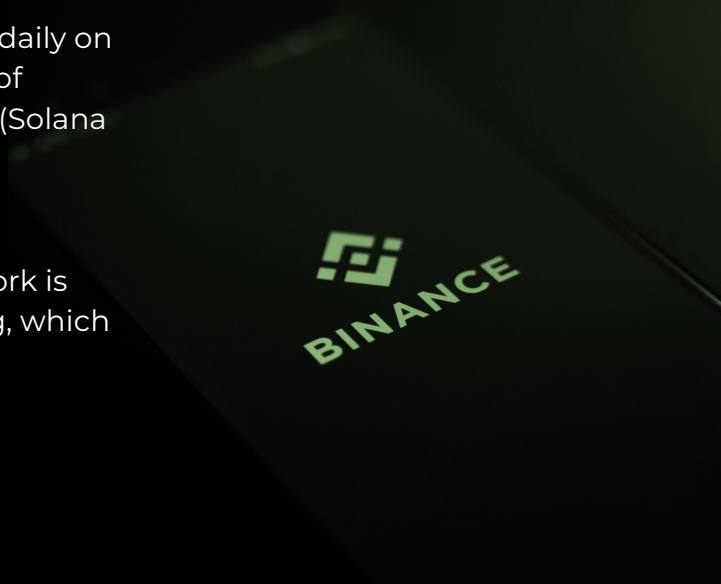 daily on
of
(Solana
ork is
g, which
BINANCE